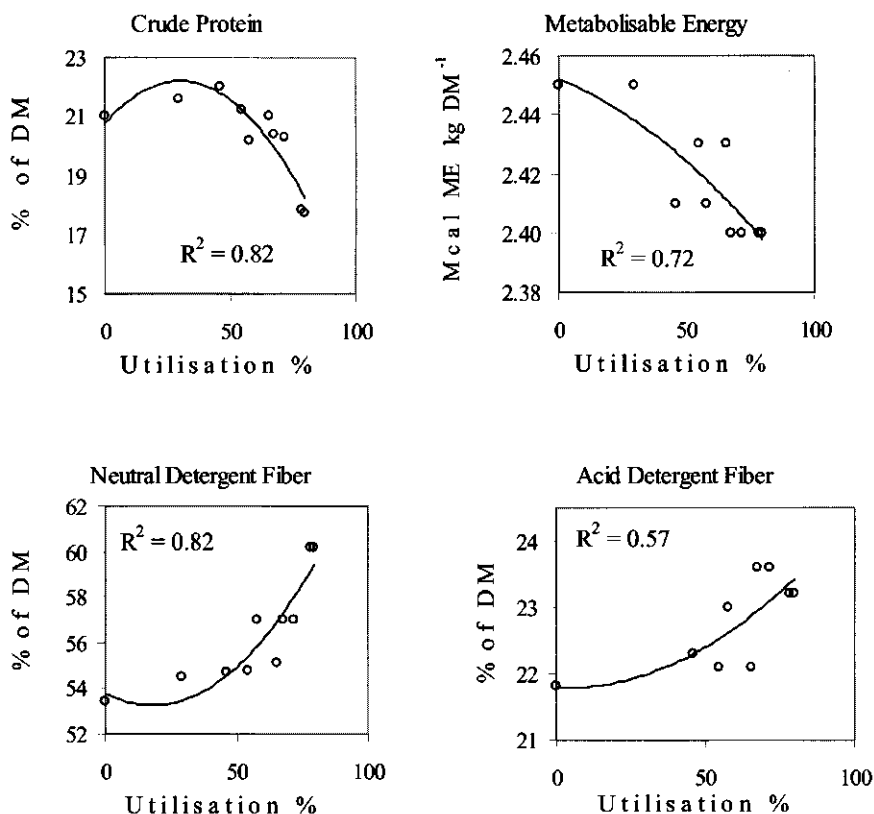 Crude Protein
% of DM
23
21
19
17
15
R² = 0.82
0
50
100
Utilisation %
Metabolisable Energy
Mcal ME kg DM⁻¹
2.46
2.44
2.42
2.40
2.38
R² = 0.72
0
50
100
Utilisation %
Neutral Detergent Fiber
% of DM
62
60
58
56
54
52
R² = 0.82
0
50
100
Utilisation %
Acid Detergent Fiber
% of DM
24
23
22
21
R² = 0.57
0
50
100
Utilisation %